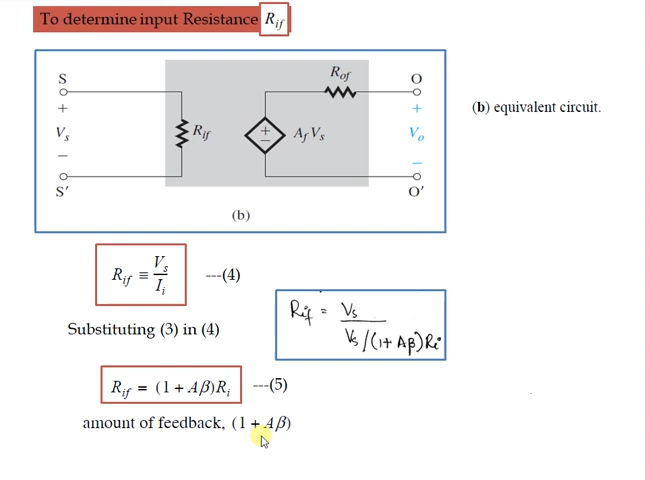 To determine input Resistance R_if
S
+
V_s
−
S'
R_if
+
−
A_f V_s
R_of
O
+
V_o
−
O'
(b)
(b) equivalent circuit.
R_if ≡ V_s / I_i ---(4)
Substituting (3) in (4)
R_if = V_s / V_s/(1+Aβ)R_i
R_if = (1 + Aβ)R_i ---(5)
amount of feedback, (1 + Aβ)